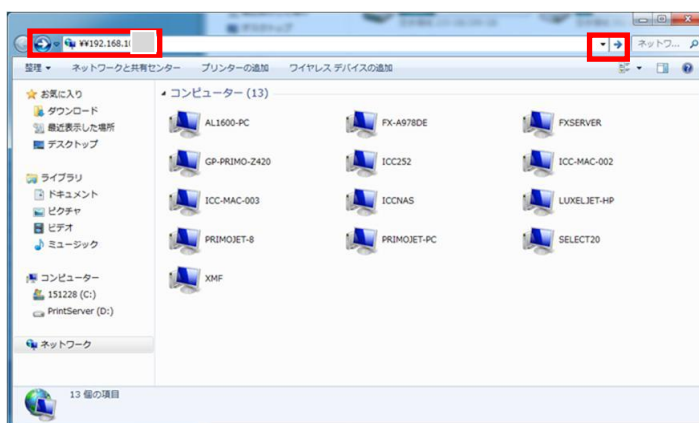 ¥¥192.168.1
ネットワ...
整理 ネットワークと共有センター プリンターの追加 ワイヤレス デバイスの追加
お気に入り
ダウンロード
最近表示した場所
デスクトップ
ライブラリ
ドキュメント
ピクチャ
ビデオ
ミュージック
コンピューター
151228 (C:)
PrintServer (D:)
ネットワーク
コンピューター (13)
AL1600-PC FX-A978DE FXSERVER
GP-PRIMO-Z420 ICC252 ICC-MAC-002
ICC-MAC-003 ICCNAS LUXELJET-HP
PRIMOJET-8 PRIMOJET-PC SELECT20
XMF
13 個の項目